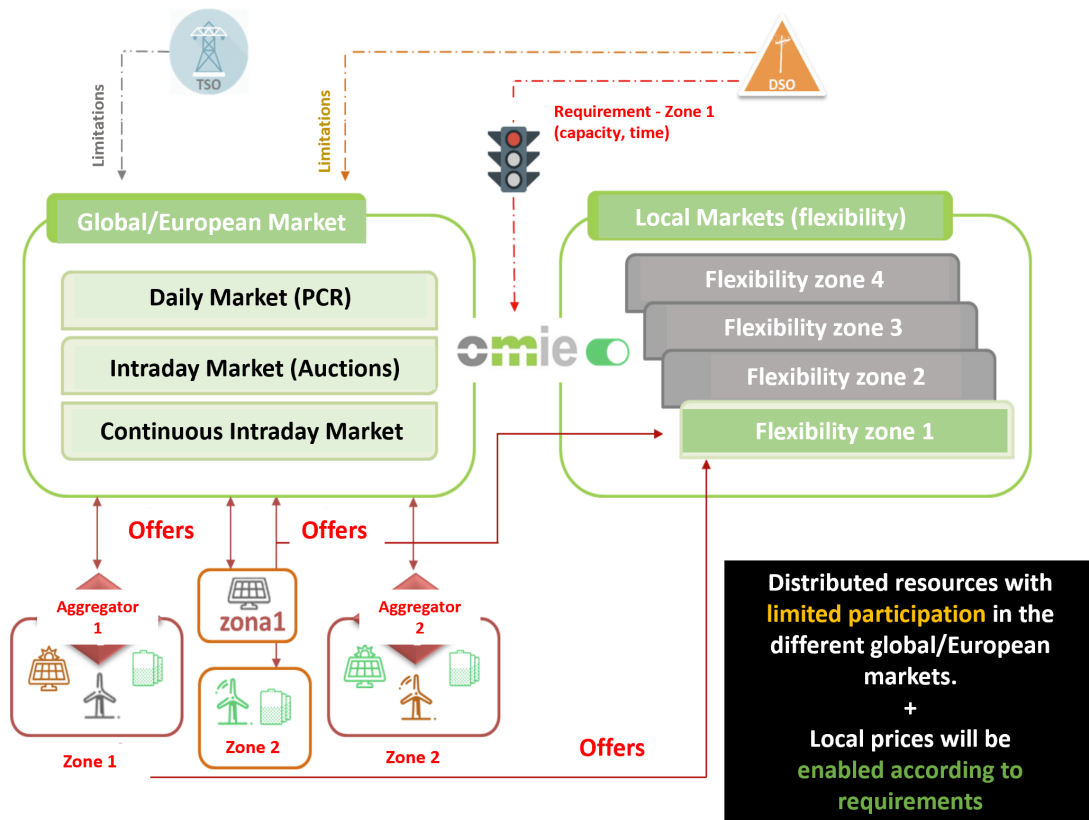 TSO
DSO
Limitations
Limitations
Requirement - Zone 1
(capacity, time)
Global/European Market
Local Markets (flexibility)
Daily Market (PCR)
Intraday Market (Auctions)
Continuous Intraday Market
omie
Flexibility zone 4
Flexibility zone 3
Flexibility zone 2
Flexibility zone 1
Offers
Offers
Aggregator
1
zona1
Aggregator
2
Zone 1
Zone 2
Zone 2
Offers
Distributed resources with
limited participation in the
different global/European
markets.
+
Local prices will be
enabled according to
requirements